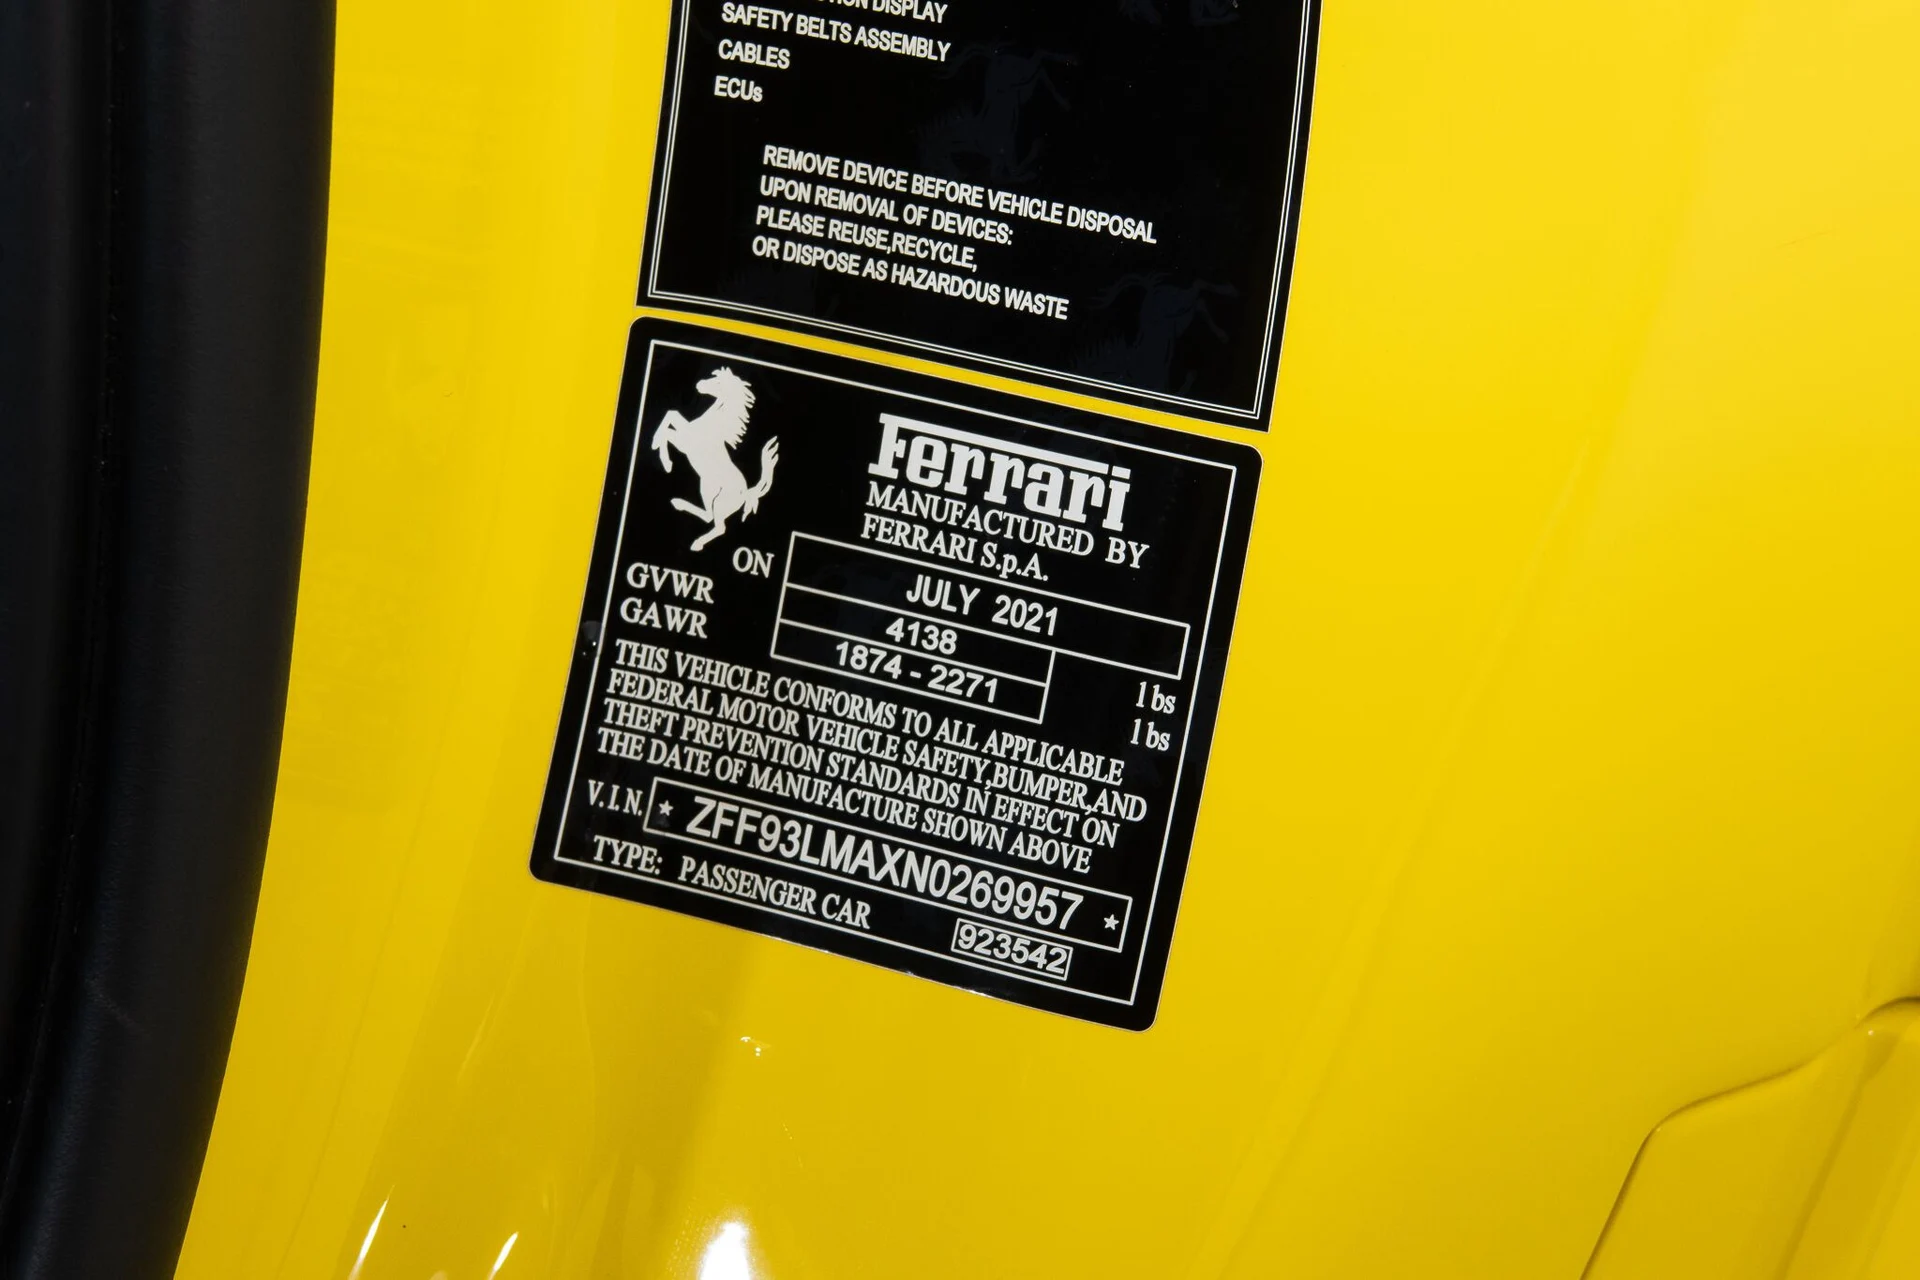 DISPLAY
SAFETY BELTS ASSEMBLY
CABLES
ECUs
REMOVE DEVICE BEFORE VEHICLE DISPOSAL
UPON REMOVAL OF DEVICES:
PLEASE REUSE,RECYCLE,
OR DISPOSE AS HAZARDOUS WASTE
Ferrari
MANUFACTURED BY
FERRARI S.p.A.
ON JULY 2021
GVWR 4138 lbs
GAWR 1874 - 2271 lbs
THIS VEHICLE CONFORMS TO ALL APPLICABLE
FEDERAL MOTOR VEHICLE SAFETY,BUMPER,AND
THEFT PREVENTION STANDARDS IN EFFECT ON
THE DATE OF MANUFACTURE SHOWN ABOVE
V.I.N. ★ ZFF93LMAXN0269957 ★
TYPE: PASSENGER CAR 923542